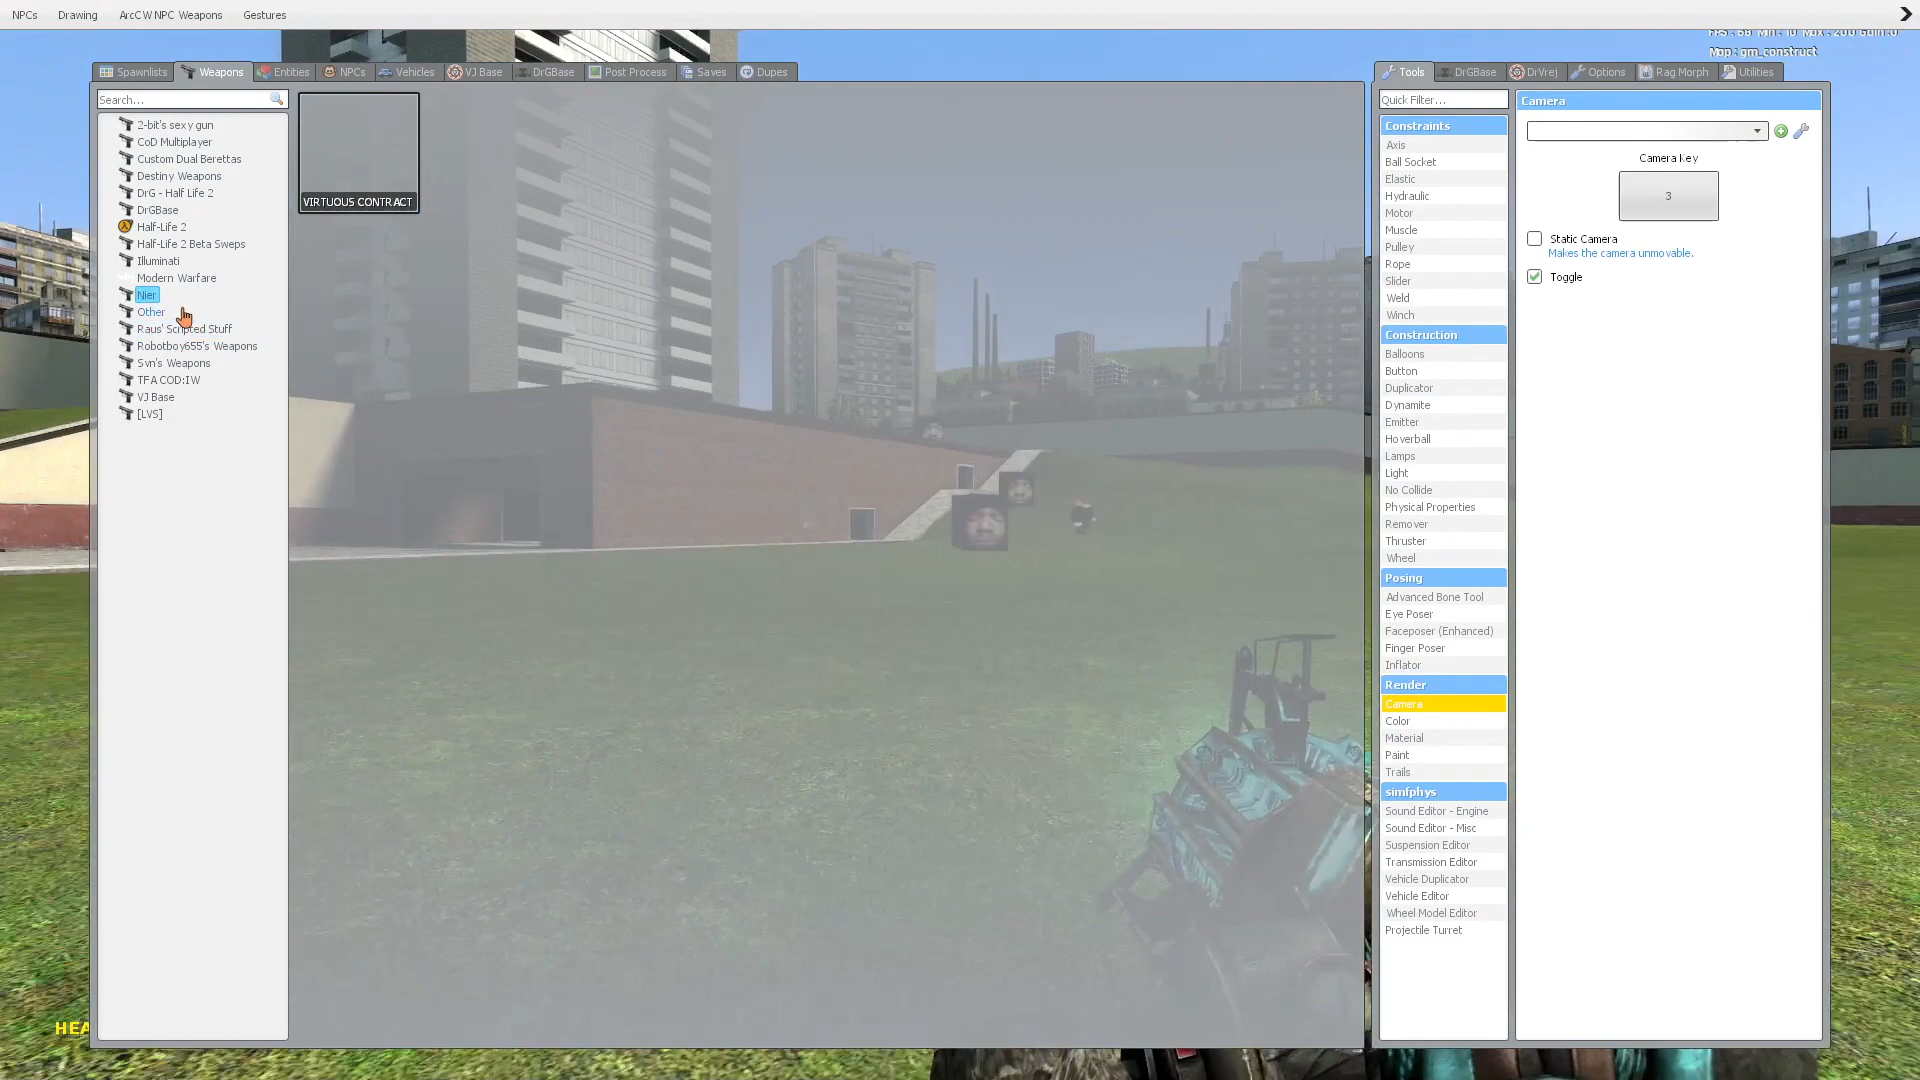 NPCs Drawing ArcCW NPC Weapons Gestures
Map: gm_construct
Spawnlists Weapons Entities NPCs Vehicles VJ Base DrGBase Post Process Saves Dupes
Search...
2-bit's sexy gun
CoD Multiplayer
Custom Dual Berettas
Destiny Weapons
DrG - Half Life 2
DrGBase
Half-Life 2
Half-Life 2 Beta Sweps
Illuminati
Modern Warfare
Nier
Other
Raus' Scripted Stuff
Robotboy655's Weapons
Svn's Weapons
TFA COD:IW
VJ Base
[LVS]
VIRTUOUS CONTRACT
HEA
Tools DrGBase DrVrej Options Rag Morph Utilities
Quick Filter...
Constraints
Axis
Ball Socket
Elastic
Hydraulic
Motor
Muscle
Pulley
Rope
Slider
Weld
Winch
Construction
Balloons
Button
Duplicator
Dynamite
Emitter
Hoverball
Lamps
Light
No Collide
Physical Properties
Remover
Thruster
Wheel
Posing
Advanced Bone Tool
Eye Poser
Faceposer (Enhanced)
Finger Poser
Inflator
Render
Camera
Color
Material
Paint
Trails
simfphys
Sound Editor - Engine
Sound Editor - Misc
Suspension Editor
Transmission Editor
Vehicle Duplicator
Vehicle Editor
Wheel Model Editor
Projectile Turret
Camera
Camera Key
3
Static Camera
Makes the camera unmovable.
Toggle